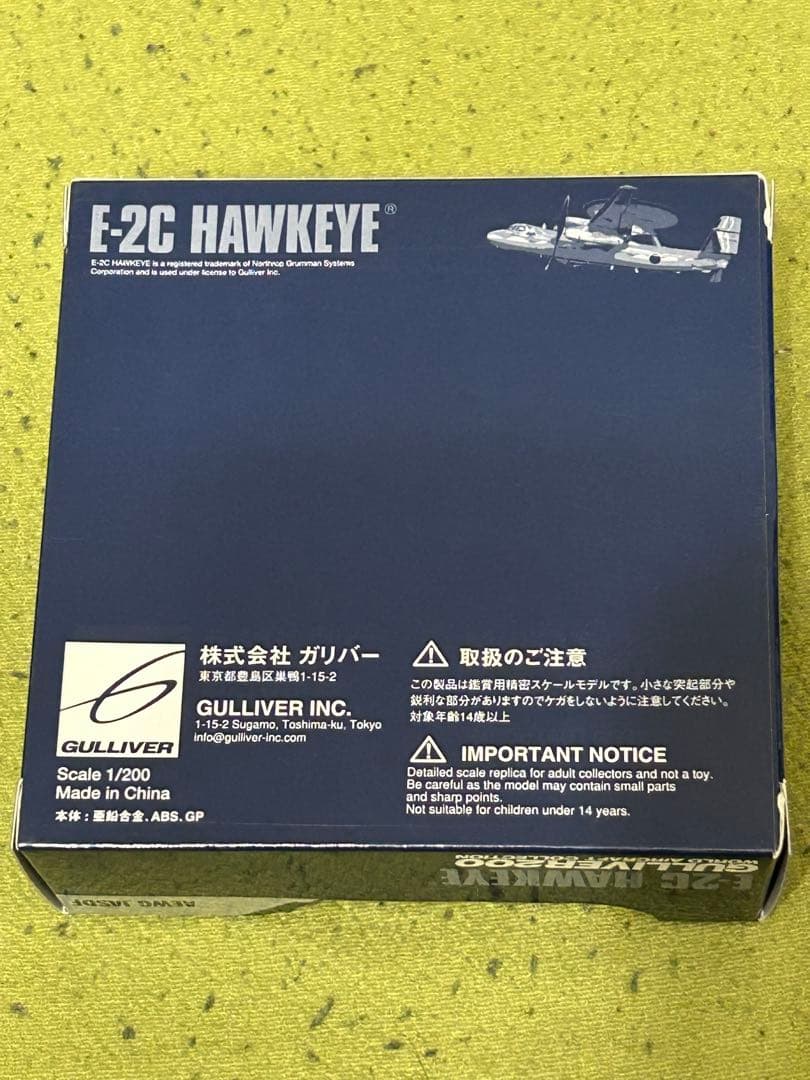 E-2C HAWKEYE®
E-2C HAWKEYE is a registered trademark of Northrop Grumman Systems
Corporation and is used under license to Gulliver Inc.
GULLIVER
株式会社 ガリバー
東京都豊島区巣鴨1-15-2
GULLIVER INC.
1-15-2 Sugamo, Toshima-ku, Tokyo
info@gulliver-inc.com
Scale 1/200
Made in China
本体：亜鉛合金、ABS、GP
取扱のご注意
この製品は鑑賞用精密スケールモデルです。小さな突起部分や
鋭利な部分がありますのでケガをしないように注意してください。
対象年齢14歳以上
IMPORTANT NOTICE
Detailed scale replica for adult collectors and not a toy.
Be careful as the model may contain small parts
and sharp points.
Not suitable for children under 14 years.
E-2C HAWKEYE
GULLIVER200
WORLD AIRCRAFT COLLECTION
AEWG JASDF